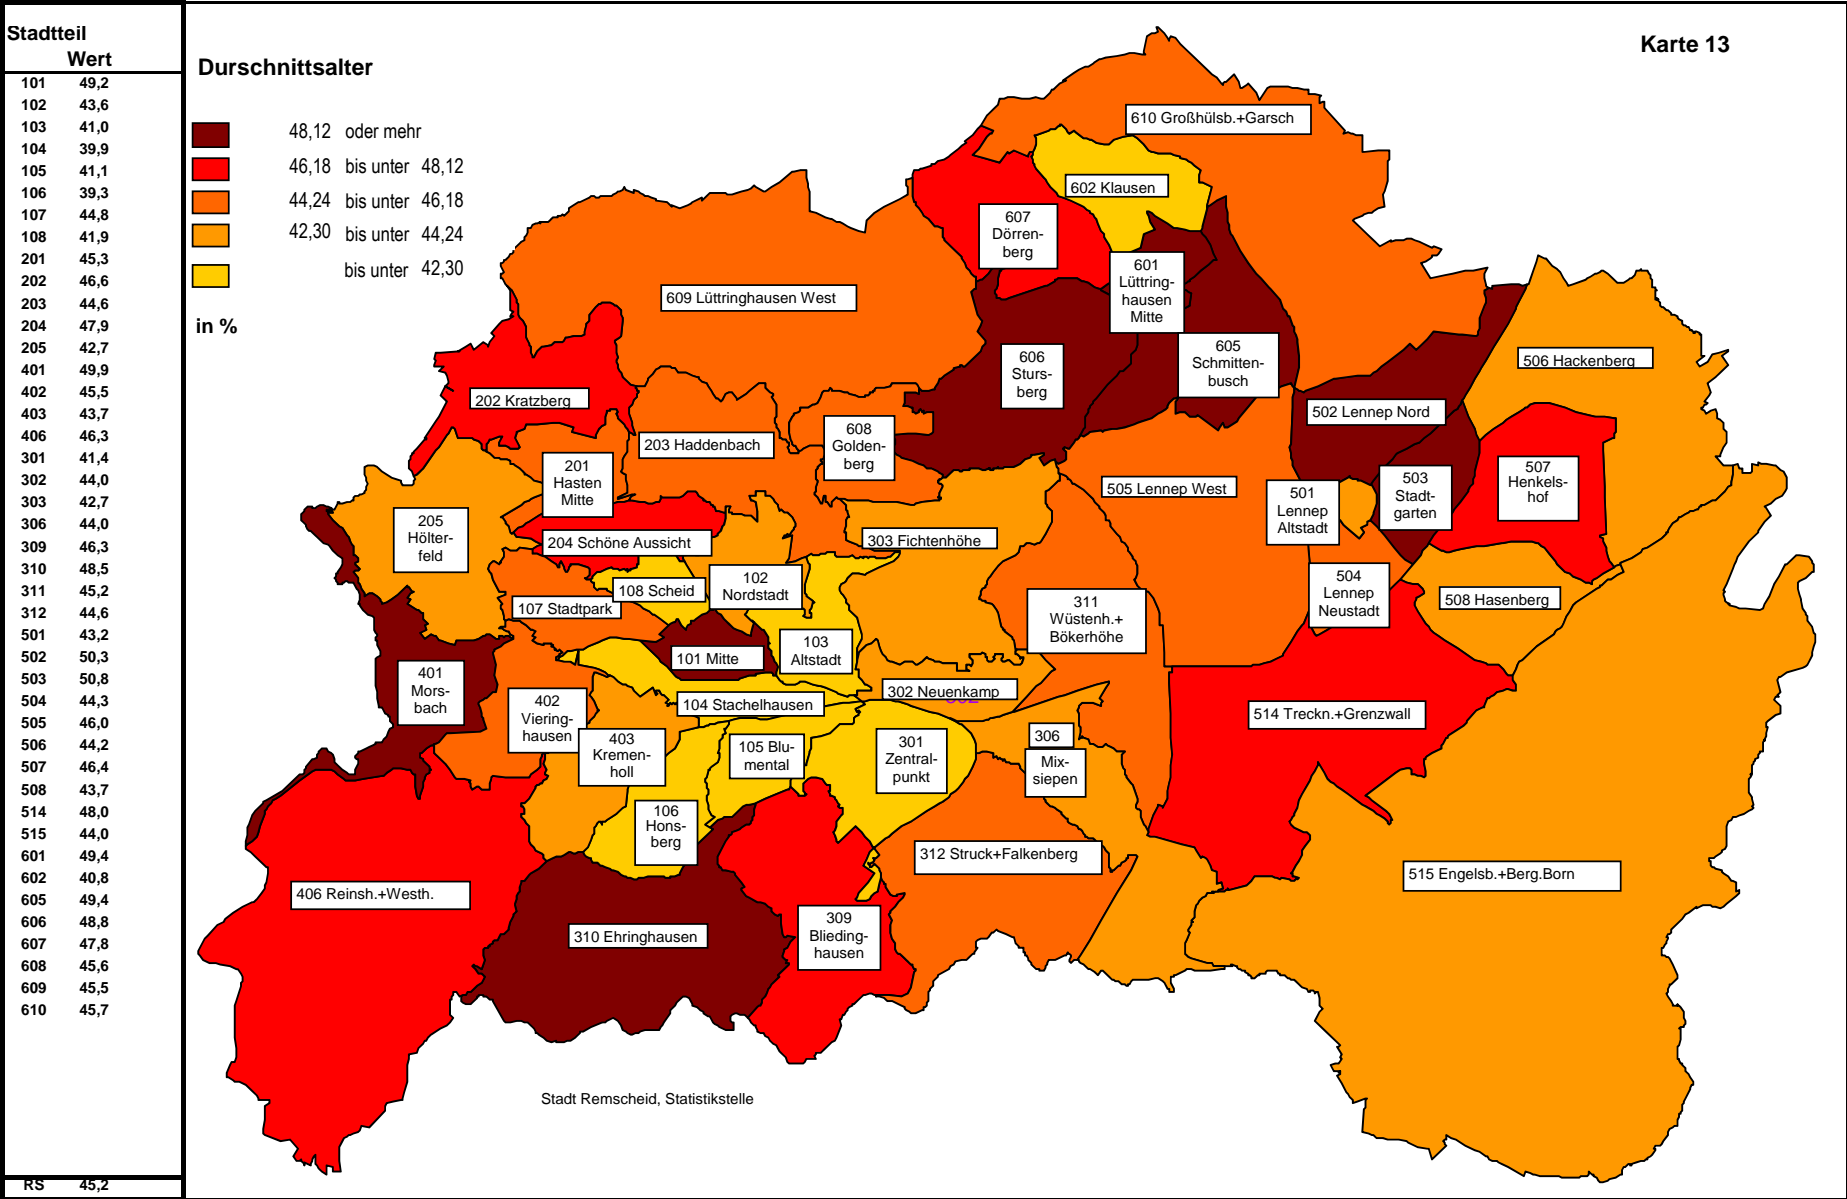 Stadtteil
Wert
101 49,2
102 43,6
103 41,0
104 39,9
105 41,1
106 39,3
107 44,8
108 41,9
201 45,3
202 46,6
203 44,6
204 47,9
205 42,7
401 49,9
402 45,5
403 43,7
406 46,3
301 41,4
302 44,0
303 42,7
306 44,0
309 46,3
310 48,5
311 45,2
312 44,6
501 43,2
502 50,3
503 50,8
504 44,3
505 46,0
506 44,2
507 46,4
508 43,7
514 48,0
515 44,0
601 49,4
602 40,8
605 49,4
606 48,8
607 47,8
608 45,6
609 45,5
610 45,7
RS 45,2
Durschnittsalter
48,12 oder mehr
46,18 bis unter 48,12
44,24 bis unter 46,18
42,30 bis unter 44,24
bis unter 42,30
in %
Karte 13
610 Großhülsb.+Garsch
602 Klausen
607
Dörren-
berg
601
Lüttring-
hausen
Mitte
609 Lüttringhausen West
605
Schmitten-
busch
606
Sturs-
berg
506 Hackenberg
202 Kratzberg
502 Lennep Nord
203 Haddenbach
608
Golden-
berg
201
Hasten
Mitte
507
Henkels-
hof
503
Stadt-
garten
505 Lennep West
501
Lennep
Altstadt
205
Hölter-
feld
204 Schöne Aussicht
303 Fichtenhöhe
102
Nordstadt
108 Scheid
504
Lennep
Neustadt
508 Hasenberg
107 Stadtpark
311
Wüstenh.+
Bökerhöhe
103
Altstadt
101 Mitte
401
Mors-
bach
302 Neuenkamp
302
402
Viering-
hausen
104 Stachelhausen
514 Treckn.+Grenzwall
403
Kremen-
holl
105 Blu-
mental
301
Zentral-
punkt
306
Mix-
siepen
106
Hons-
berg
312 Struck+Falkenberg
515 Engelsb.+Berg.Born
406 Reinsh.+Westh.
310 Ehringhausen
309
Blieding-
hausen
Stadt Remscheid, Statistikstelle